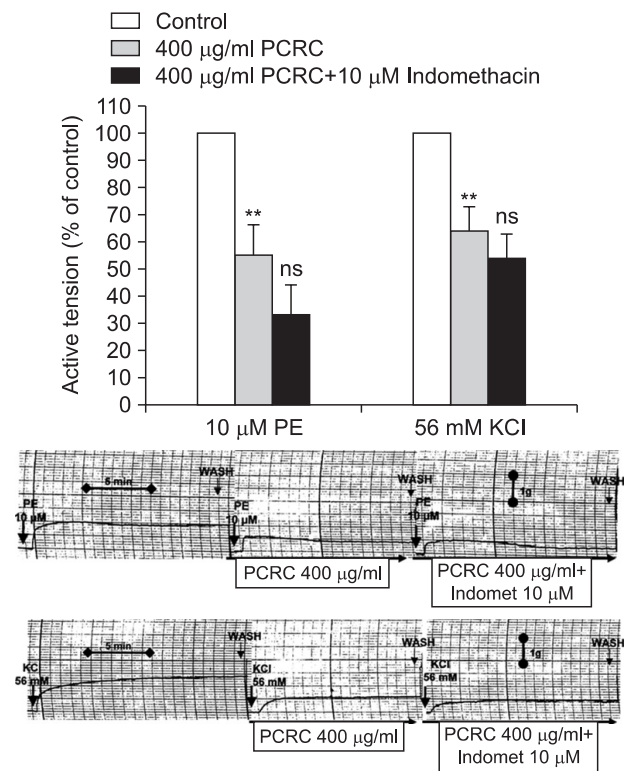 Control
400 μg/ml PCRC
400 μg/ml PCRC+10 μM Indomethacin
Active tension (% of control)
110
100
90
80
70
60
50
40
30
20
10
0
**
ns
**
ns
10 μM PE
56 mM KCl
5 min
WASH
WASH
1g
WASH
PE
10 μM
PE
10 μM
PE
10 μM
PCRC 400 μg/ml
PCRC 400 μg/ml+
Indomet 10 μM
5 min
WASH
WASH
1g
WASH
KC
56 mM
KCl
56 mM
KCl
56 mM
PCRC 400 μg/ml
PCRC 400 μg/ml+
Indomet 10 μM